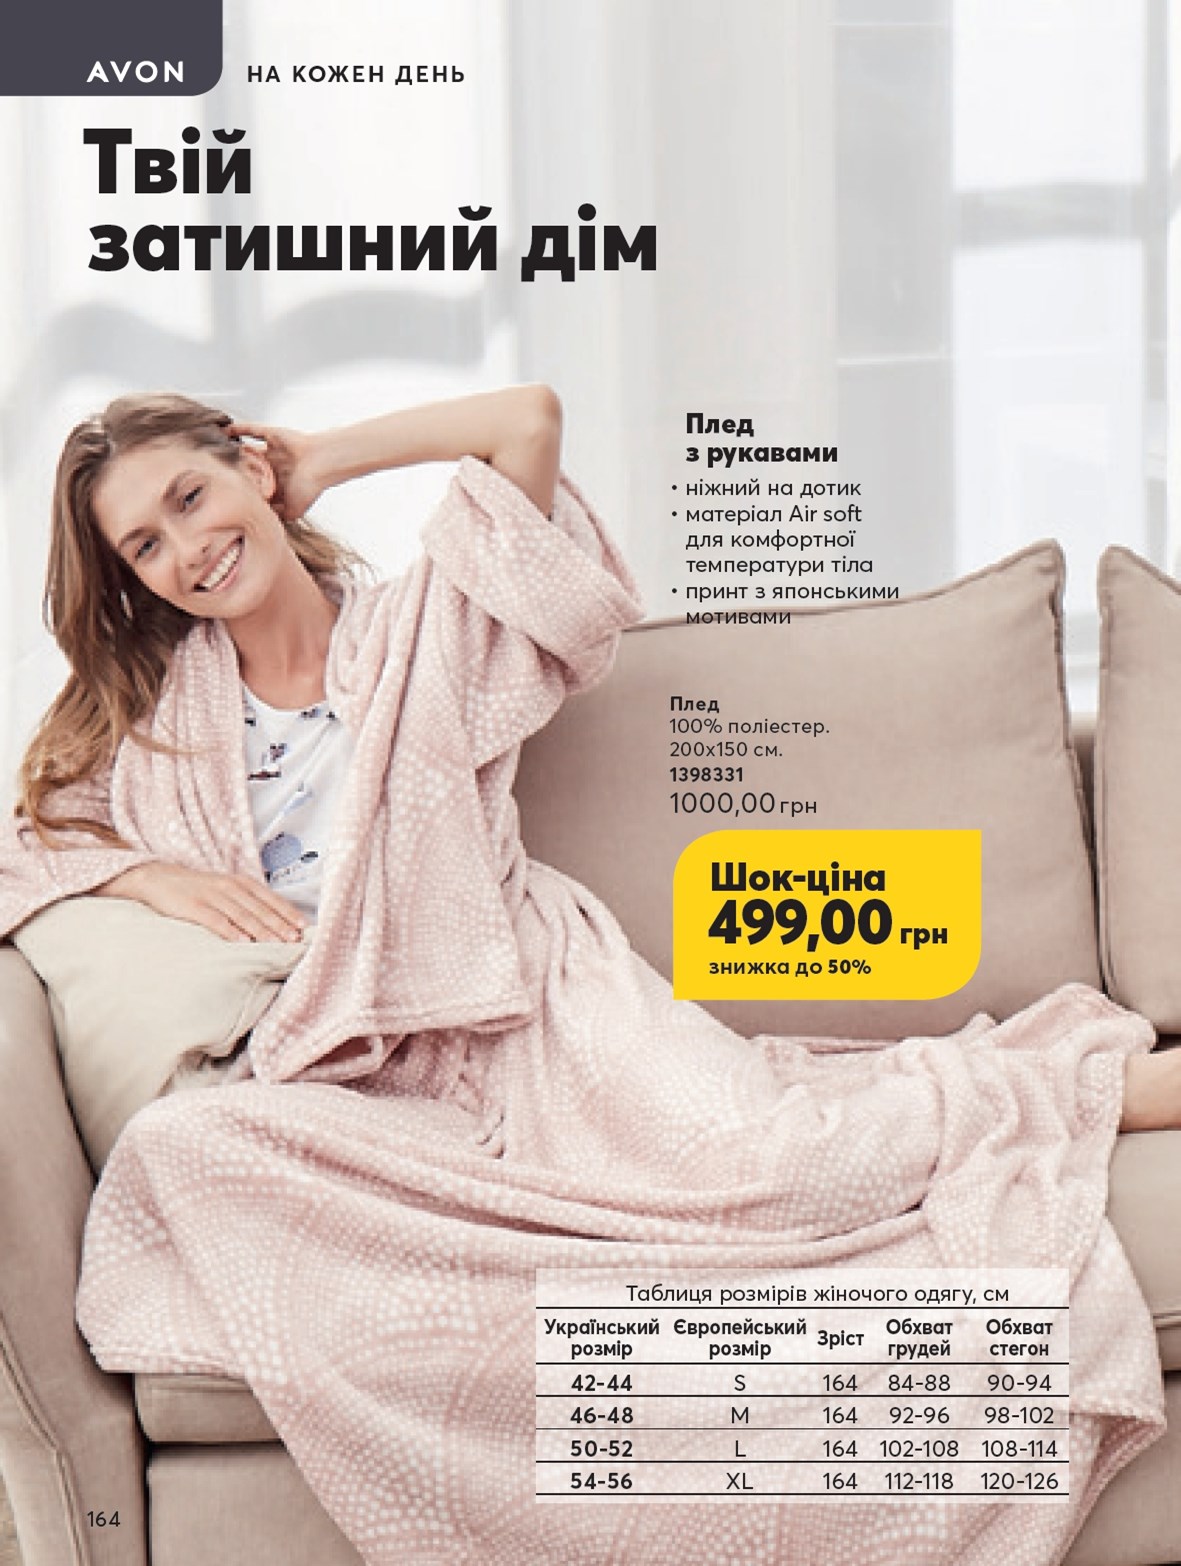 AVON
НА КОЖЕН ДЕНЬ
Твій
затишний дім
Плед
з рукавами
• ніжний на дотик
• матеріал Air soft
для комфортної
температури тіла
• принт з японськими
мотивами
Плед
100% поліестер.
200х150 см.
1398331
1000,00 грн
Шок-ціна
499,00 грн
знижка до 50%
Таблиця розмірів жіночого одягу, см
Український розмір Європейський розмір Зріст Обхват грудей Обхват стегон
42-44 S 164 84-88 90-94
46-48 M 164 92-96 98-102
50-52 L 164 102-108 108-114
54-56 XL 164 112-118 120-126
164